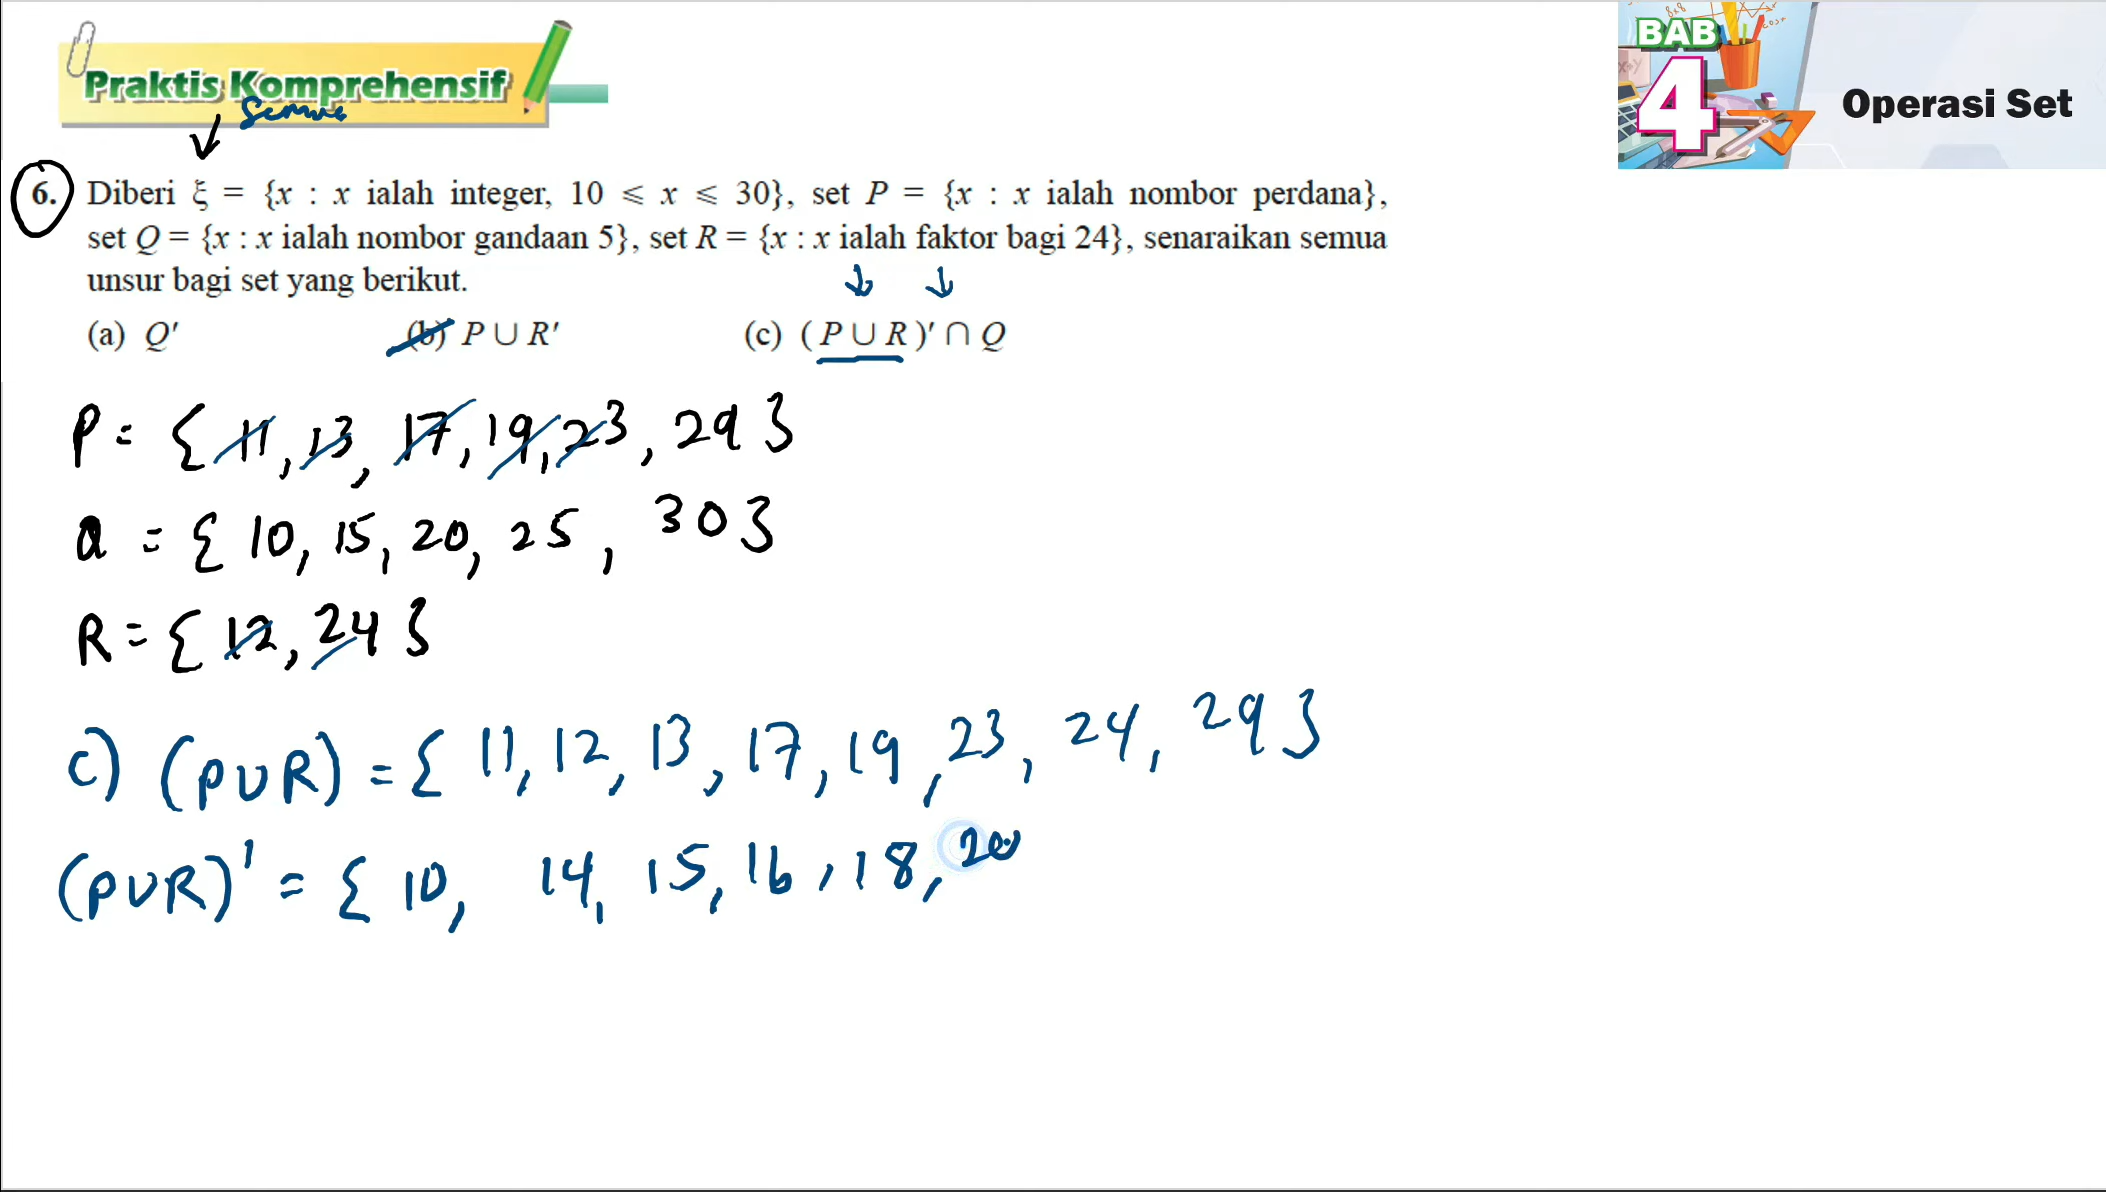 Praktis Komprehensif
semua
BAB
4
Operasi Set
6. Diberi ξ = {x : x ialah integer, 10 ⩽ x ⩽ 30}, set P = {x : x ialah nombor perdana},
set Q = {x : x ialah nombor gandaan 5}, set R = {x : x ialah faktor bagi 24}, senaraikan semua
unsur bagi set yang berikut.
(a) Q′ (b) P ∪ R′ (c) ( P ∪ R )′ ∩ Q
P = { 11, 13, 17, 19, 23, 29 }
Q = { 10, 15, 20, 25, 30 }
R = { 12, 24 }
c) (PUR) = { 11, 12, 13, 17, 19, 23, 24, 29 }
(PUR)' = { 10, 14, 15, 16, 18, 20